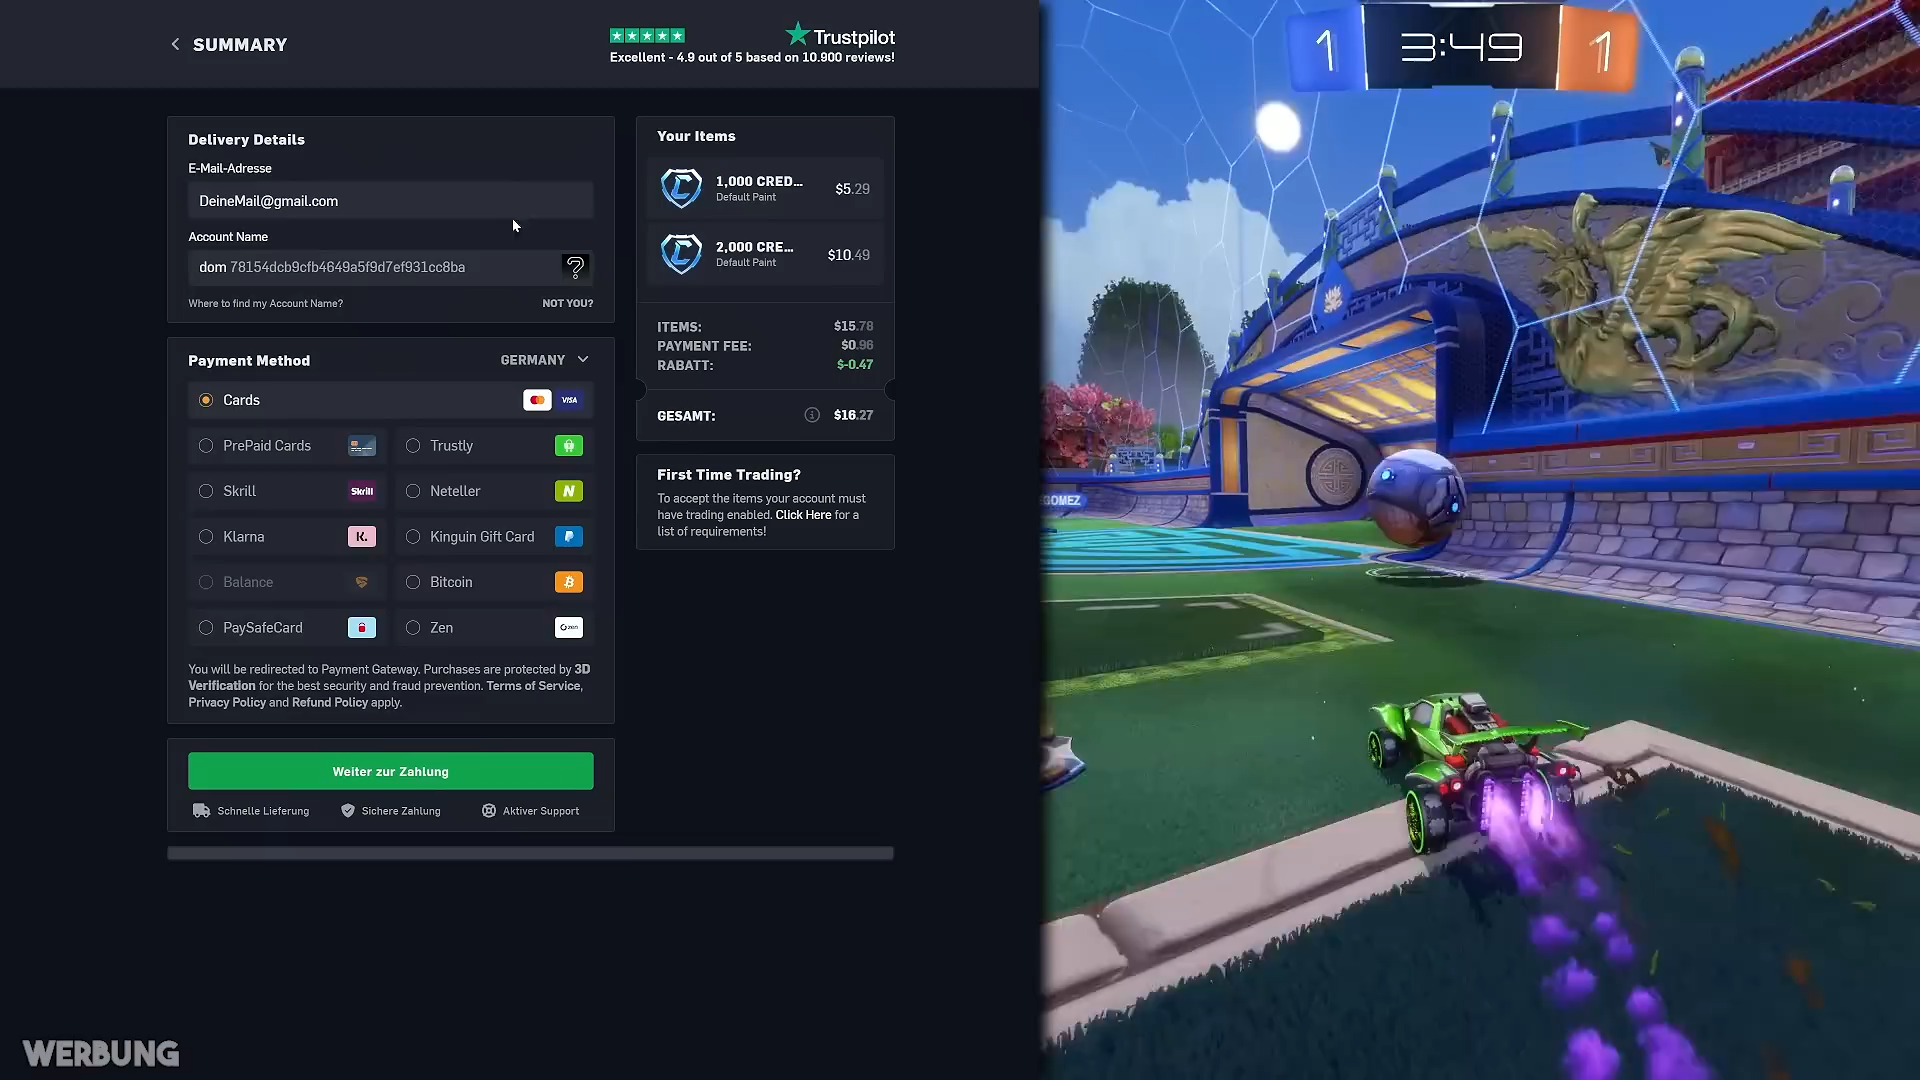 SUMMARY
Trustpilot
Excellent - 4.9 out of 5 based on 10.900 reviews!
Delivery Details
E-Mail-Adresse
DeineMail@gmail.com
Account Name
dom 78154dcb9cfb4649a5f9d7ef931cc8ba
Where to find my Account Name?
NOT YOU?
Payment Method
GERMANY
Cards
VISA
PrePaid Cards
Trustly
Skrill
Skrill
Neteller
N
Klarna
K.
Kinguin Gift Card
Balance
Bitcoin
PaySafeCard
Zen
zen
You will be redirected to Payment Gateway. Purchases are protected by 3D
Verification for the best security and fraud prevention. Terms of Service,
Privacy Policy and Refund Policy apply.
Weiter zur Zahlung
Schnelle Lieferung
Sichere Zahlung
Aktiver Support
Your Items
1,000 CRED...
$5.29
Default Paint
2,000 CRE...
$10.49
Default Paint
ITEMS:
$15.78
PAYMENT FEE:
$0.96
RABATT:
$-0.47
GESAMT:
$16.27
First Time Trading?
To accept the items your account must
have trading enabled. Click Here for a
list of requirements!
1
3:49
1
GOMEZ
WERBUNG